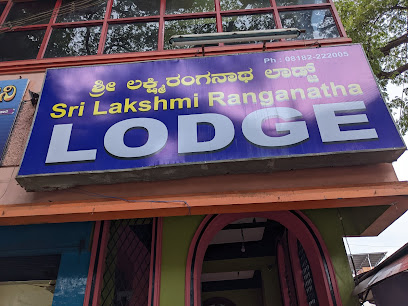 Ph : 08182-222005
ಶ್ರೀ ಲಕ್ಷ್ಮಿ ರಂಗನಾಥ ಲಾಡ್ಜ್
Sri Lakshmi Ranganatha
LODGE